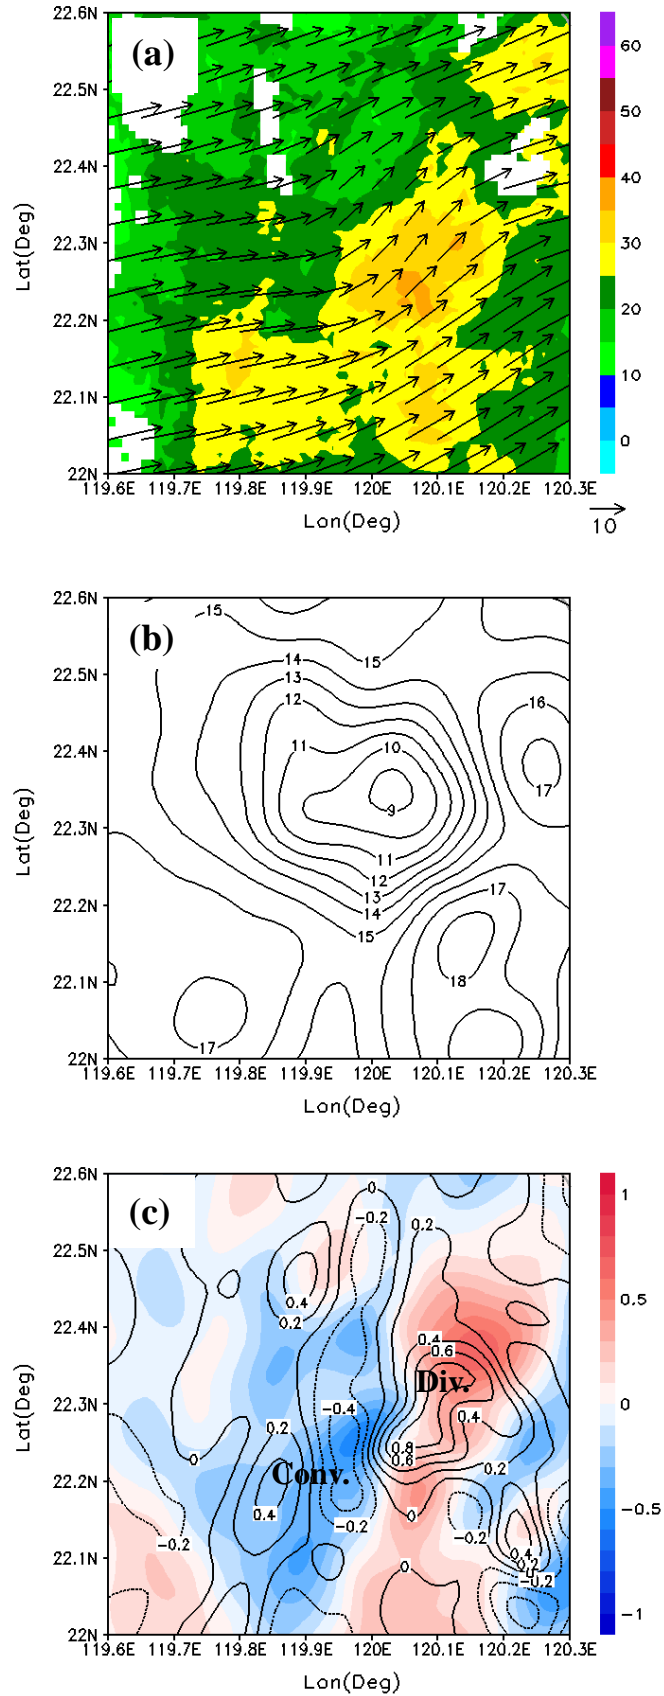 22.6N
(a)
60
22.5N
50
22.4N
40
22.3N
30
22.2N
20
22.1N
10
0
22N
119.6E 119.7E 119.8E 119.9E 120E 120.1E 120.2E 120.3E
Lat(Deg)
Lon(Deg)
10
22.6N
15
(b)
15
22.5N
14
13
12
16
22.4N
11
10
17
9
22.3N
11
12
13
14
15
17
22.2N
18
22.1N
17
22N
119.6E 119.7E 119.8E 119.9E 120E 120.1E 120.2E 120.3E
Lat(Deg)
Lon(Deg)
22.6N
0
1
(c)
-0.2
0.2
22.5N
0.4
0.2
0.5
22.4N
0.4
0.6
Div.
22.3N
-0.4
0.4
0
0.2
0.8
0.6
0
0.2
Conv.
22.2N
0.4
-0.2
0
-0.2
-0.5
-0.2
0.4
0.2
0
-0.2
22.1N
0
-1
22N
119.6E 119.7E 119.8E 119.9E 120E 120.1E 120.2E 120.3E
Lat(Deg)
Lon(Deg)